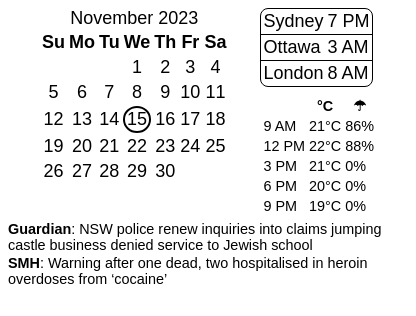 November 2023
Su Mo Tu We Th Fr Sa
1 2 3 4
5 6 7 8 9 10 11
12 13 14 15 16 17 18
19 20 21 22 23 24 25
26 27 28 29 30
Sydney 7 PM
Ottawa 3 AM
London 8 AM
°C ☂
9 AM 21°C 86%
12 PM 22°C 88%
3 PM 21°C 0%
6 PM 20°C 0%
9 PM 19°C 0%
Guardian: NSW police renew inquiries into claims jumping
castle business denied service to Jewish school
SMH: Warning after one dead, two hospitalised in heroin
overdoses from ‘cocaine’